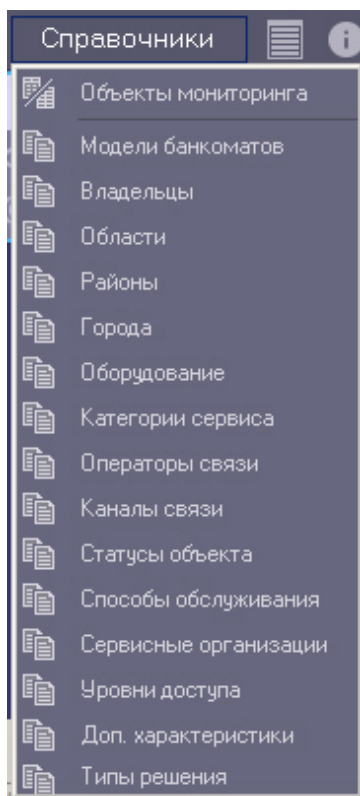 Справочники
Объекты мониторинга
Модели банкоматов
Владельцы
Области
Районы
Города
Оборудование
Категории сервиса
Операторы связи
Каналы связи
Статусы объекта
Способы обслуживания
Сервисные организации
Уровни доступа
Доп. характеристики
Типы решения